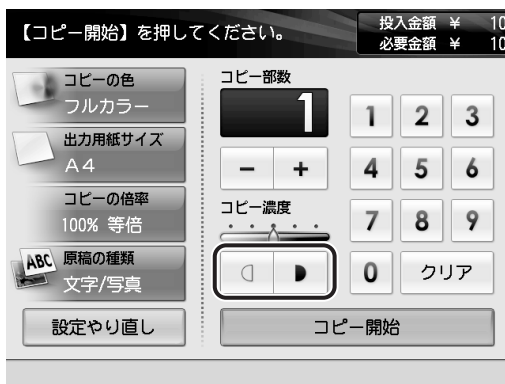 【コピー開始】を押してください。
投入金額 ¥ 10
必要金額 ¥ 10
コピーの色
フルカラー
出力用紙サイズ
A4
コピーの倍率
100% 等倍
ABC 原稿の種類
文字/写真
設定やり直し
コピー部数
1
- +
コピー濃度
1 2 3
4 5 6
7 8 9
0 クリア
コピー開始